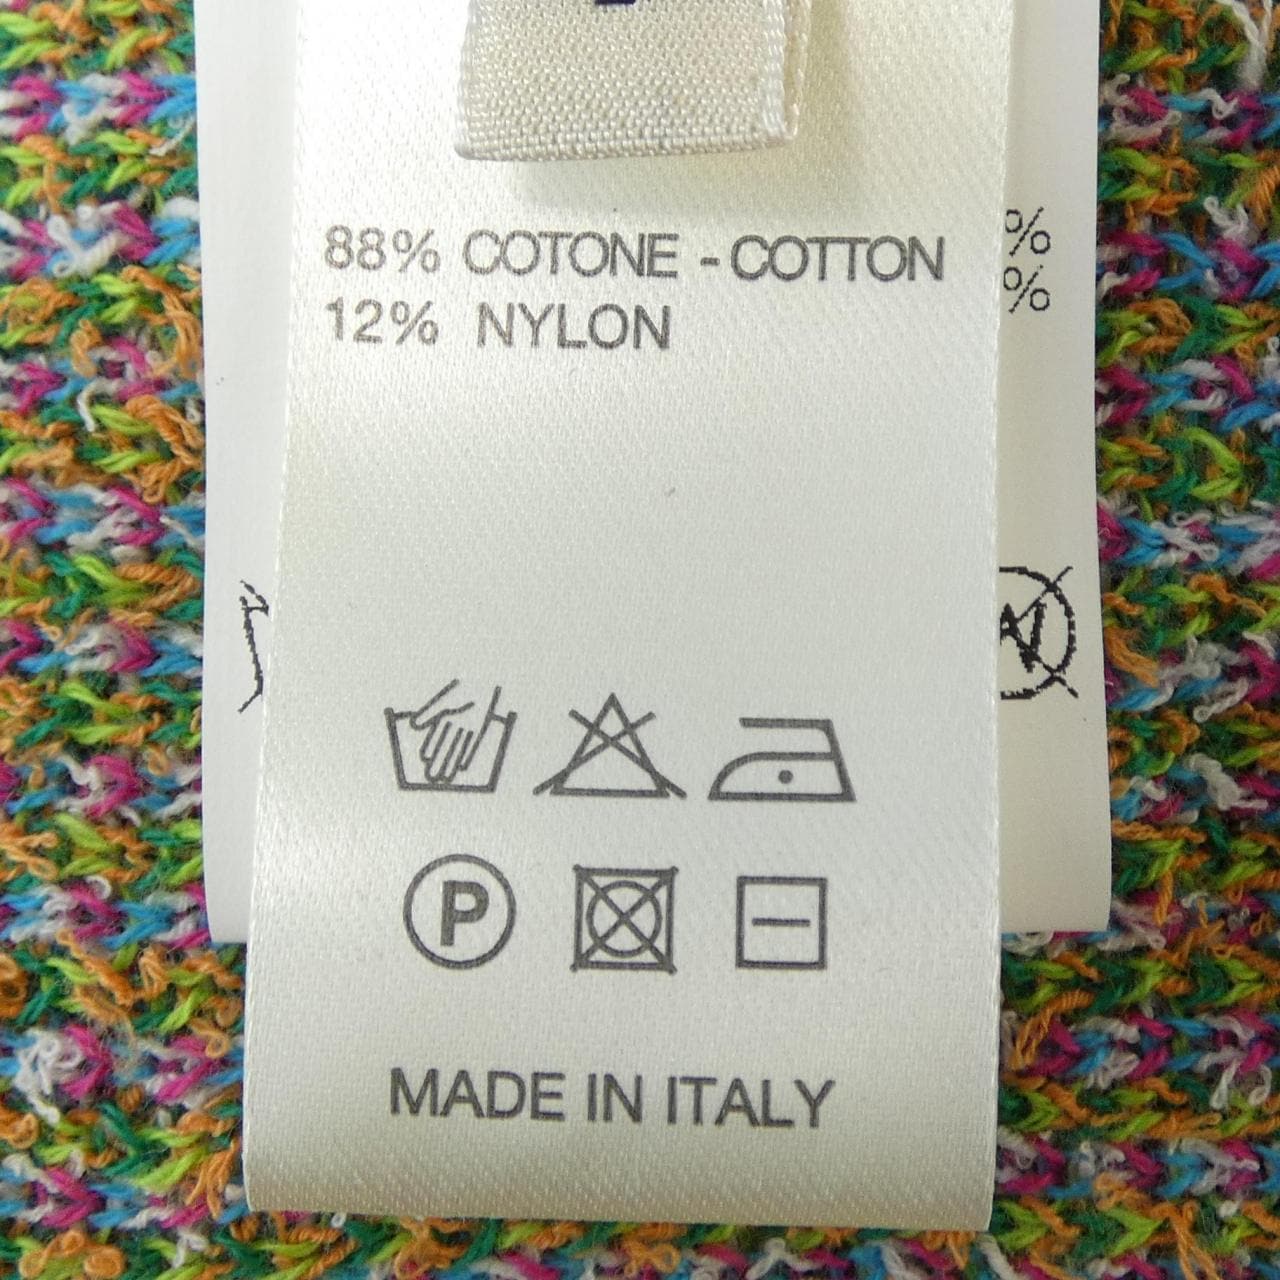 88% COTONE - COTTON
12% NYLON
%
%
P
MADE IN ITALY